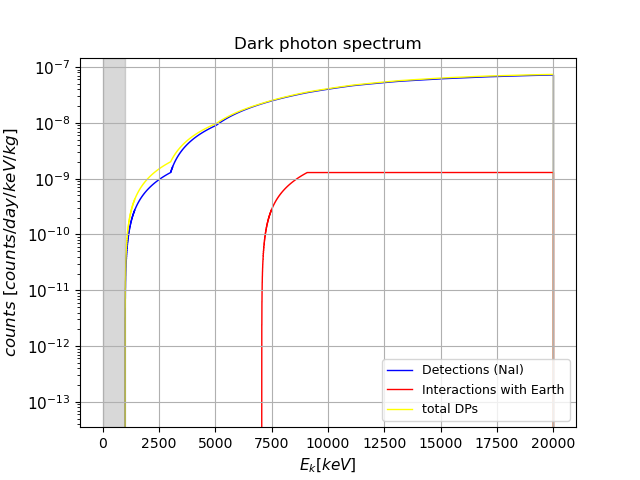 Dark photon spectrum
counts [counts/day/keV/kg]
10⁻⁷
10⁻⁸
10⁻⁹
10⁻¹⁰
10⁻¹¹
10⁻¹²
10⁻¹³
Detections (NaI)
Interactions with Earth
total DPs
0 2500 5000 7500 10000 12500 15000 17500 20000
E_k[keV]